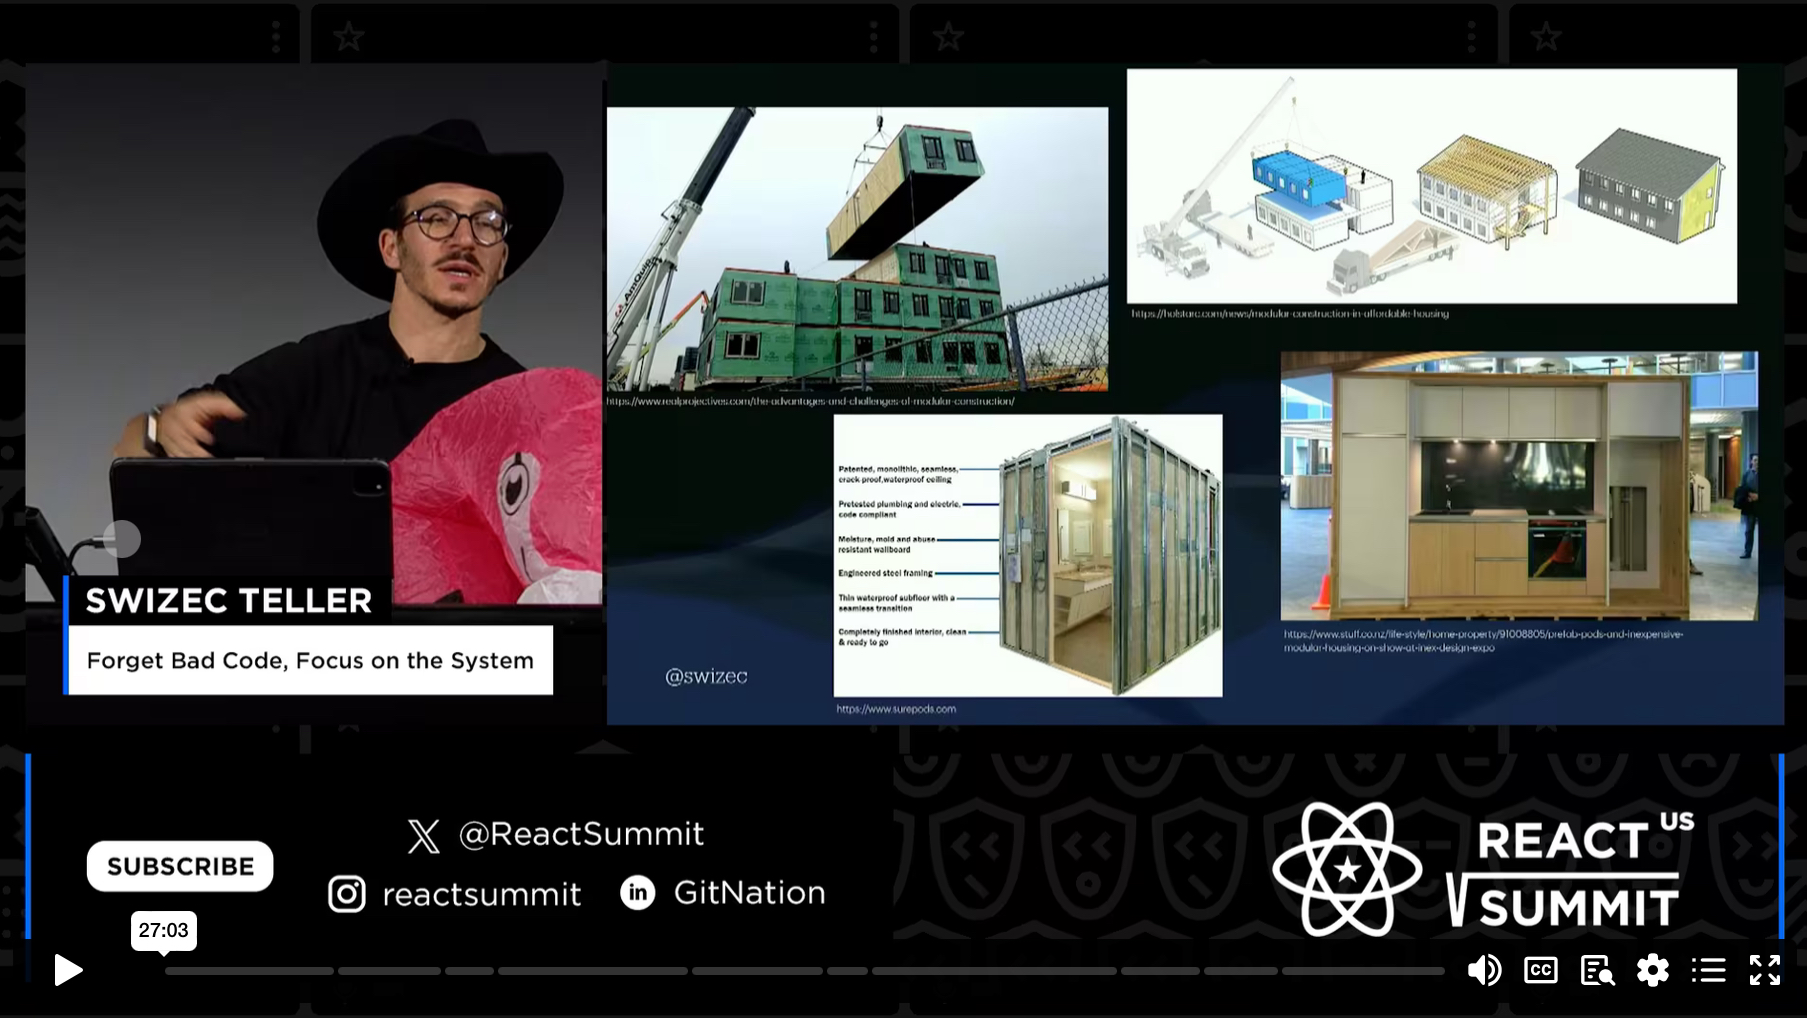 AmQuip
https://www.realprojectives.com/the-advantages-and-challenges-of-modular-construction/
https://holstarc.com/news/modular-construction-in-affordable-housing
Patented, monolithic, seamless,
crack proof,waterproof ceiling
Pretested plumbing and electric,
code compliant
Moisture, mold and abuse
resistant wallboard
Engineered steel framing
Thin waterproof subfloor with a
seamless transition
Completely finished interior, clean
& ready to go
https://www.surepods.com
https://www.stuff.co.nz/life-style/home-property/91008805/prefab-pods-and-inexpensive-
modular-housing-on-show-at-inex-design-expo
@swizec
SWIZEC TELLER
Forget Bad Code, Focus on the System
SUBSCRIBE
@ReactSummit
reactsummit
in GitNation
REACT US
SUMMIT
27:03
CC